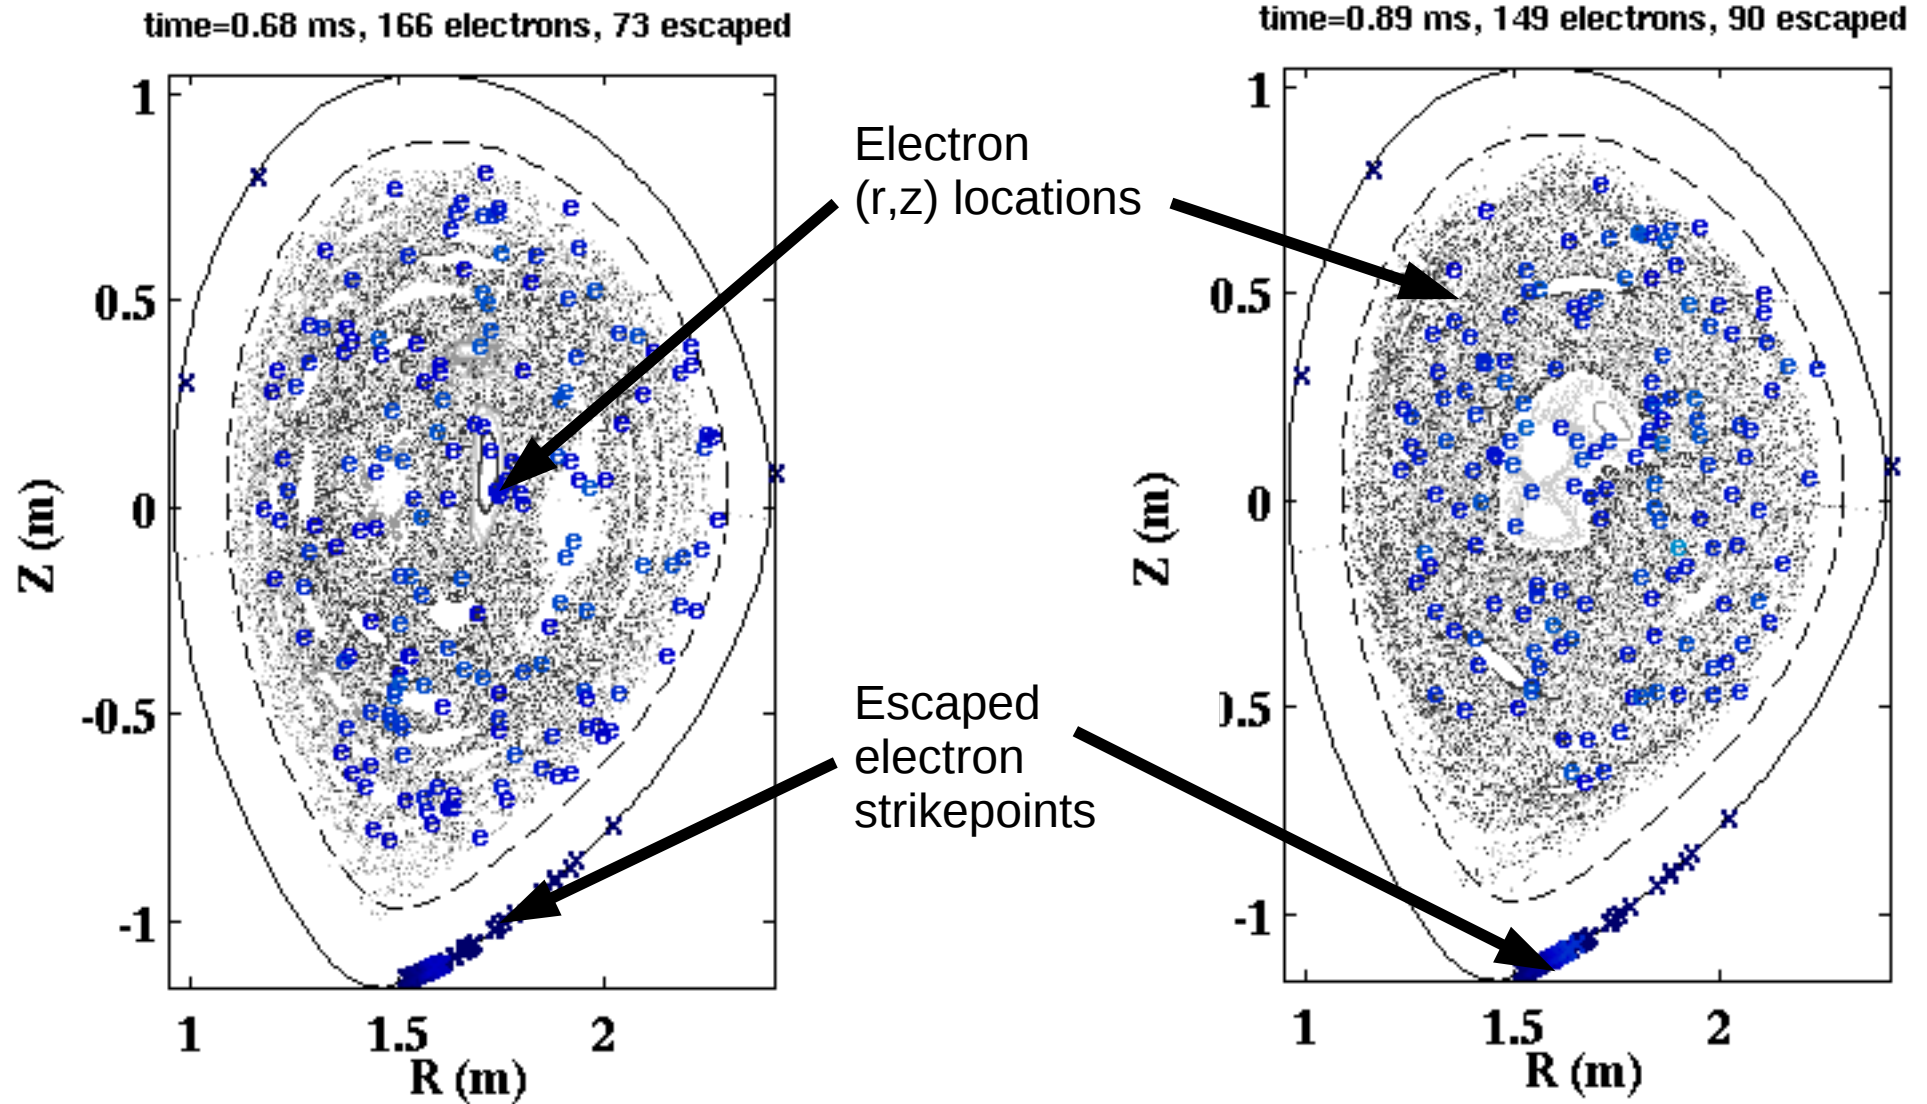 time=0.68 ms, 166 electrons, 73 escaped
time=0.89 ms, 149 electrons, 90 escaped
Electron
(r,z) locations
Escaped
electron
strikepoints
1
0.5
0
-0.5
-1
Z (m)
1
1.5
2
R (m)
1
0.5
0
0.5
-1
Z (m)
1
1.5
2
R (m)